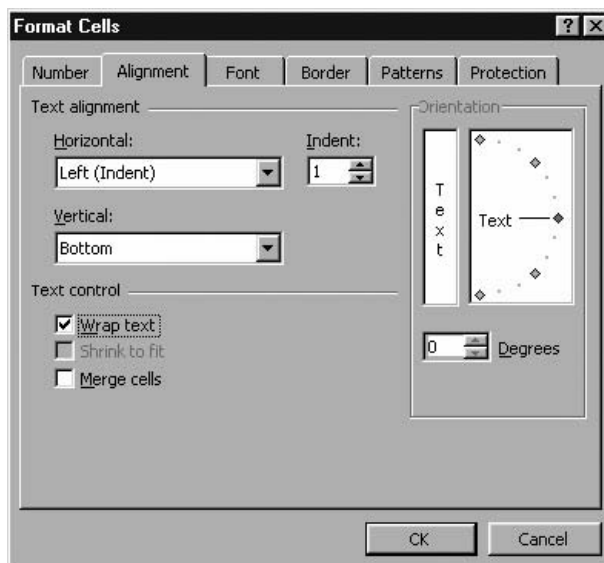 Format Cells ? X
Number Alignment Font Border Patterns Protection
Text alignment
Orientation
Horizontal:
Indent:
Left (Indent)
1
Vertical:
Bottom
Text
Text
Text control
Wrap text
Shrink to fit
Merge cells
0 Degrees
OK Cancel